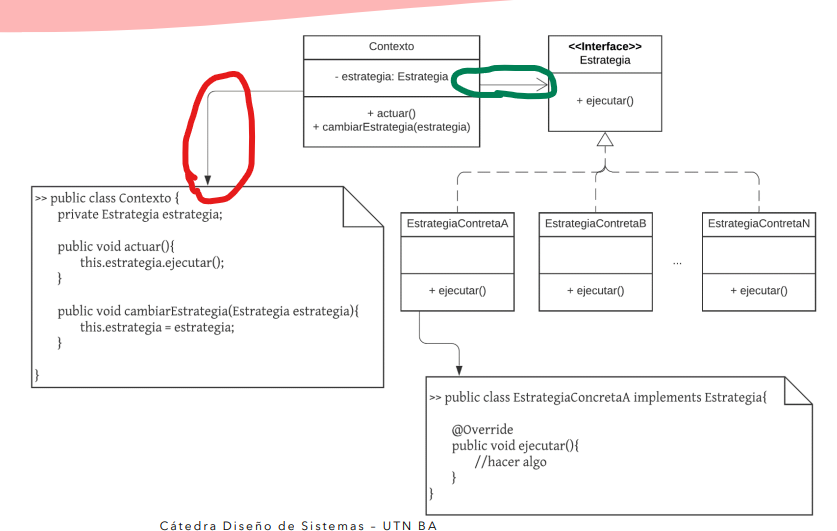 Contexto
- estrategia: Estrategia
+ actuar()
+ cambiarEstrategia(estrategia)
<<Interface>>
Estrategia
+ ejecutar()
>> public class Contexto {
private Estrategia estrategia;
public void actuar(){
this.estrategia.ejecutar();
}
public void cambiarEstrategia(Estrategia estrategia){
this.estrategia = estrategia;
}
}
EstrategiaContretaA
+ ejecutar()
EstrategiaContretaB
+ ejecutar()
...
EstrategiaContretaN
+ ejecutar()
>> public class EstrategiaConcretaA implements Estrategia{
@Override
public void ejecutar(){
//hacer algo
}
}
Cátedra Diseño de Sistemas – UTN BA